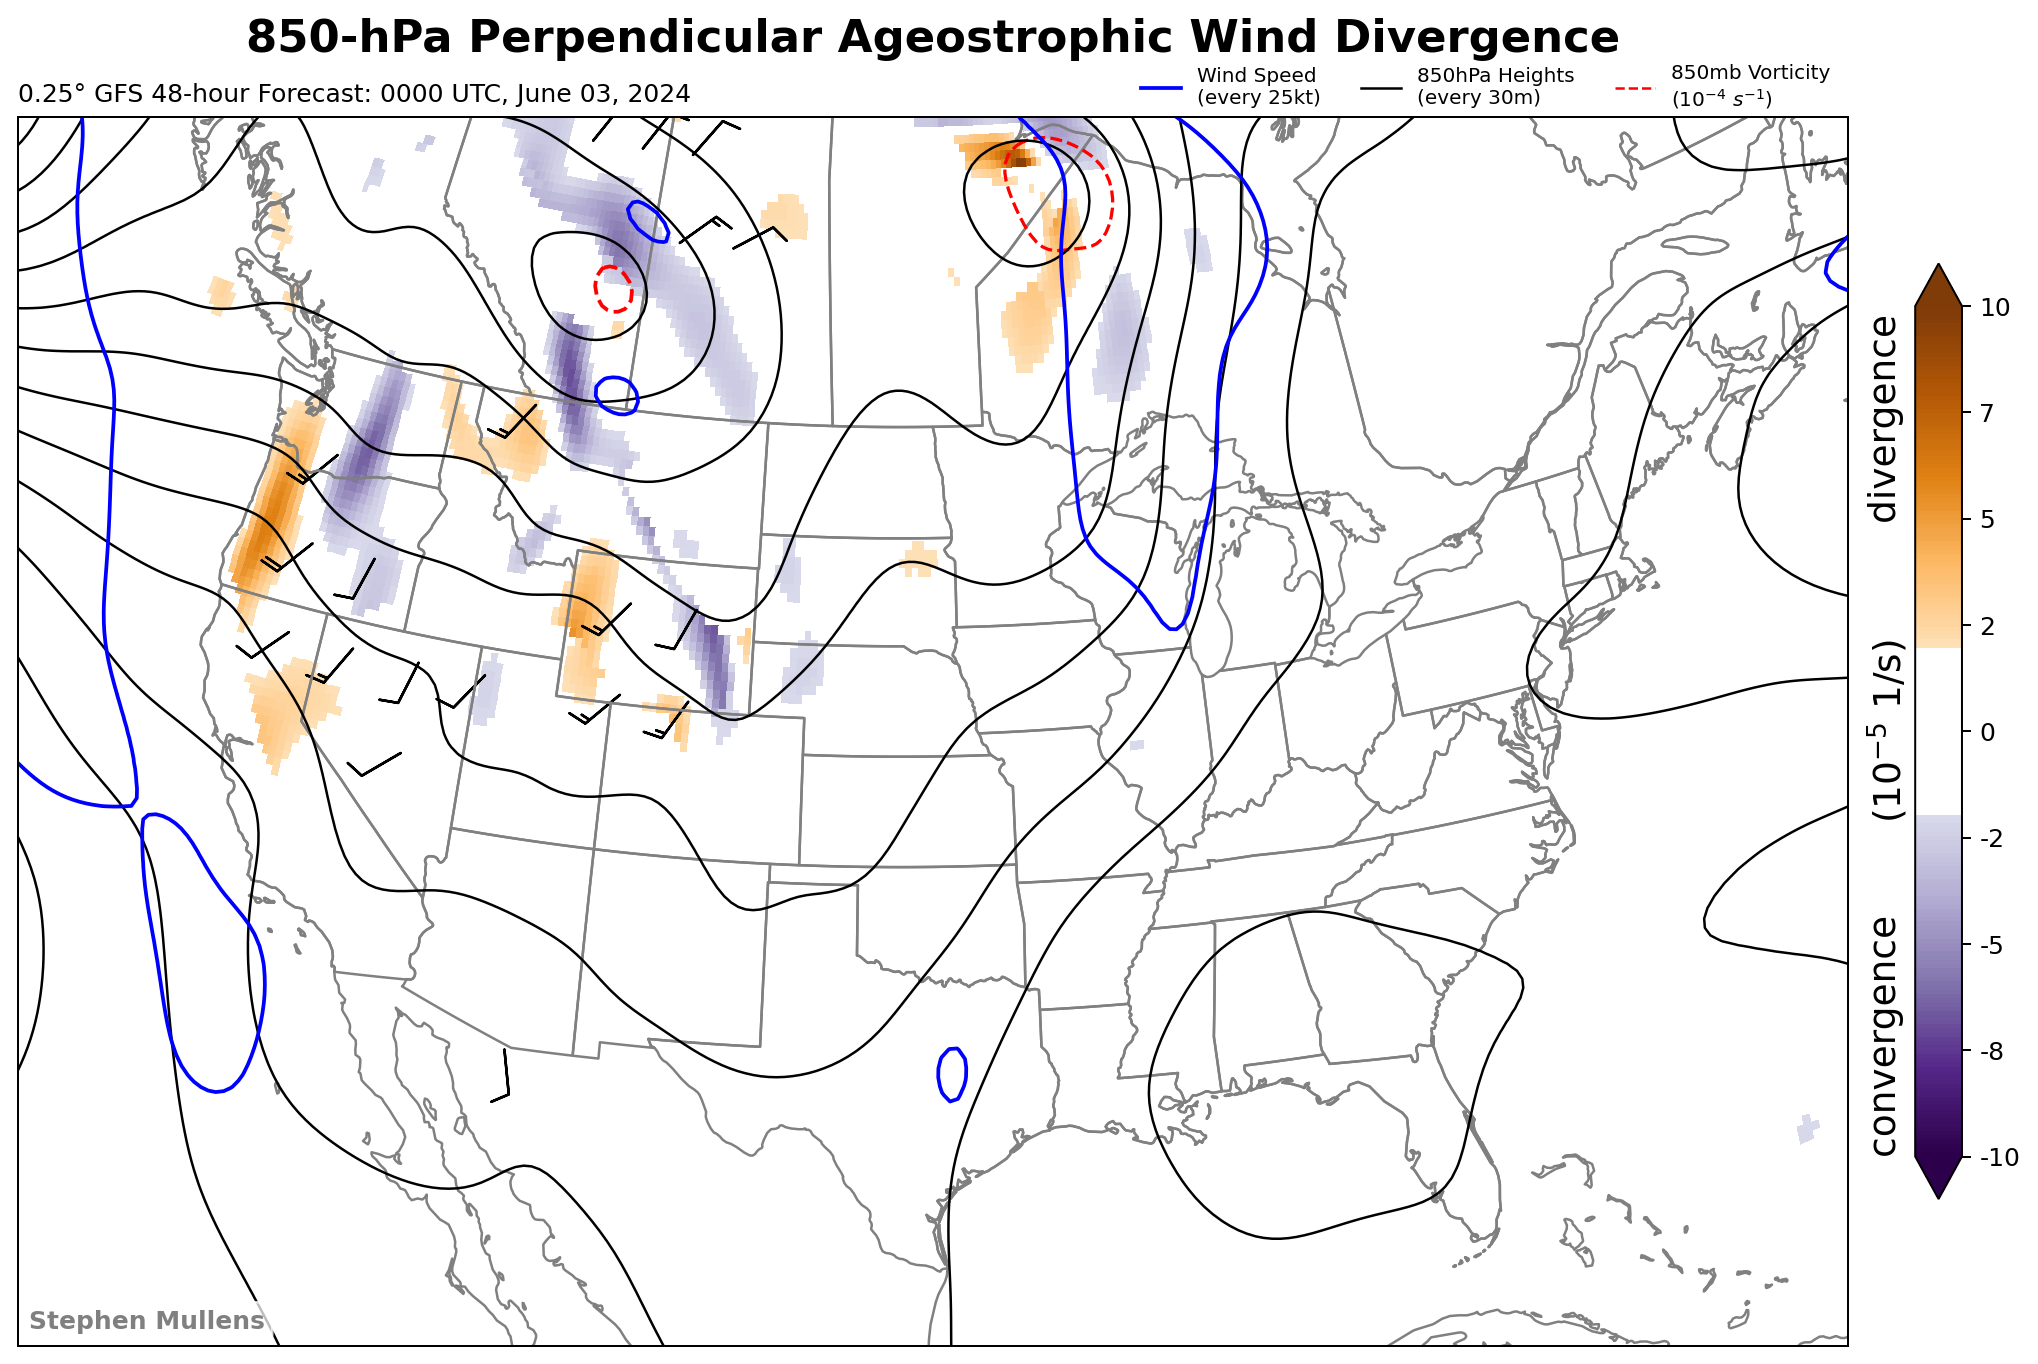 850-hPa Perpendicular Ageostrophic Wind Divergence
0.25° GFS 48-hour Forecast: 0000 UTC, June 03, 2024
Wind Speed
(every 25kt)
850hPa Heights
(every 30m)
850mb Vorticity
(10⁻⁴ s⁻¹)
10
7
5
2
0
-2
-5
-8
-10
convergence (10⁻⁵ 1/s) divergence
Stephen Mullens